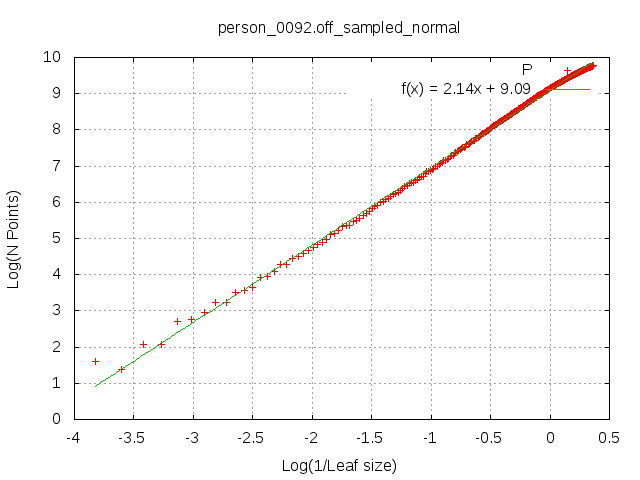 person_0092.off_sampled_normal
10
9
8
7
6
5
4
3
2
1
0
Log(N Points)
P
f(x) = 2.14x + 9.09
-4 -3.5 -3 -2.5 -2 -1.5 -1 -0.5 0 0.5
Log(1/Leaf size)